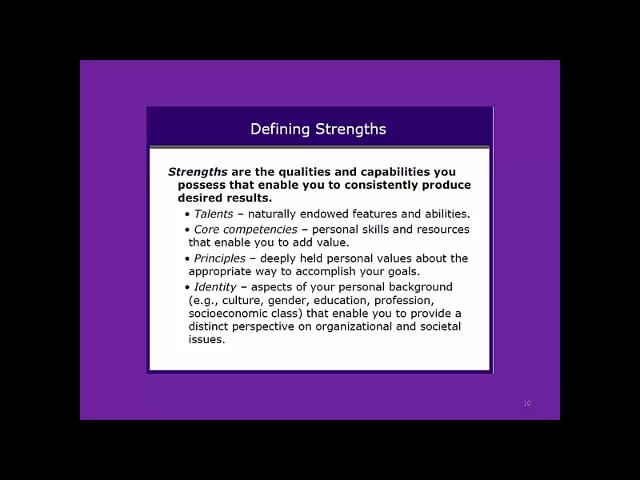 Defining Strengths
Strengths are the qualities and capabilities you
possess that enable you to consistently produce
desired results.
• Talents – naturally endowed features and abilities.
• Core competencies – personal skills and resources
that enable you to add value.
• Principles – deeply held personal values about the
appropriate way to accomplish your goals.
• Identity – aspects of your personal background
(e.g., culture, gender, education, profession,
socioeconomic class) that enable you to provide a
distinct perspective on organizational and societal
issues.
10